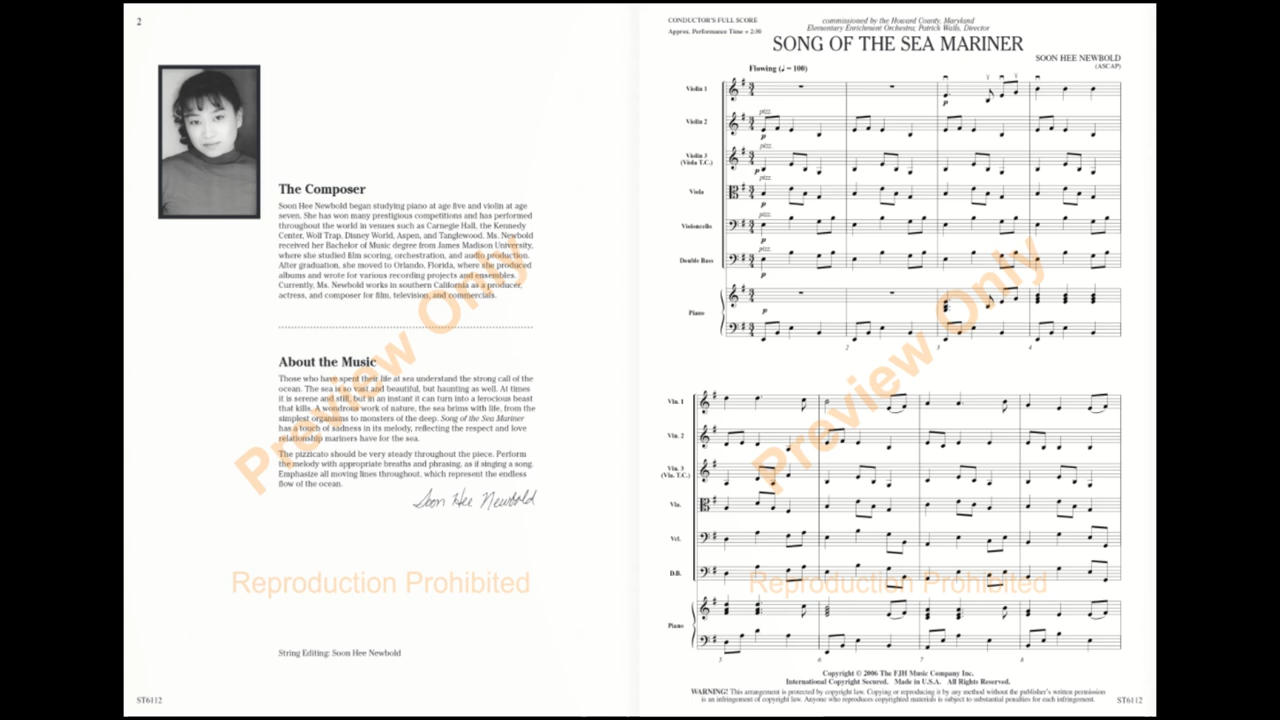 2
The Composer
Soon Hee Newbold began studying piano at age five and violin at age
seven. She has won many prestigious competitions and has performed
throughout the world in venues such as Carnegie Hall, the Kennedy
Center, Wolf Trap, Disney World, Aspen, and Tanglewood. Ms. Newbold
received her Bachelor of Music degree from James Madison University,
where she studied film scoring, orchestration, and audio production.
After graduation, she moved to Orlando, Florida, where she produced
albums and wrote for various recording projects and ensembles.
Currently, Ms. Newbold works in southern California as a producer,
actress, and composer for film, television, and commercials.
About the Music
Those who have spent their life at sea understand the strong call of the
ocean. The sea is so vast and beautiful, but haunting as well. At times
it is serene and still, but in an instant it can turn into a ferocious beast
that kills. A wondrous work of nature, the sea brims with life, from the
simplest organisms to monsters of the deep. Song of the Sea Mariner
has a touch of sadness in its melody, reflecting the respect and love
relationship mariners have for the sea.
The pizzicato should be very steady throughout the piece. Perform
the melody with appropriate breaths and phrasing, as if singing a song.
Emphasize all moving lines throughout, which represent the endless
flow of the ocean.
Soon Hee Newbold
Preview Only
Reproduction Prohibited
String Editing: Soon Hee Newbold
ST6112
CONDUCTOR'S FULL SCORE
Approx. Performance Time = 2:30
commissioned by the Howard County, Maryland
Elementary Enrichment Orchestra, Patrick Walls, Director
SONG OF THE SEA MARINER
SOON HEE NEWBOLD
(ASCAP)
Flowing (♩ = 100)
Violin 1
p
pizz.
Violin 2
p
pizz.
Violin 3
(Viola T.C.)
p
pizz.
Viola
p
pizz.
Violoncello
p
pizz.
Double Bass
p
Piano
p
2 3 4
Vln. 1
Vln. 2
Vln. 3
(Vla. T.C.)
Vla.
Vcl.
D.B.
Piano
5 6 7 8
Preview Only
Reproduction Prohibited
Copyright © 2006 The FJH Music Company Inc.
International Copyright Secured. Made in U.S.A. All Rights Reserved.
WARNING! This arrangement is protected by copyright law. Copying or reproducing it by any method without the publisher's written permission
is an infringement of copyright law. Anyone who reproduces copyrighted materials is subject to substantial penalties for each infringement.
ST6112